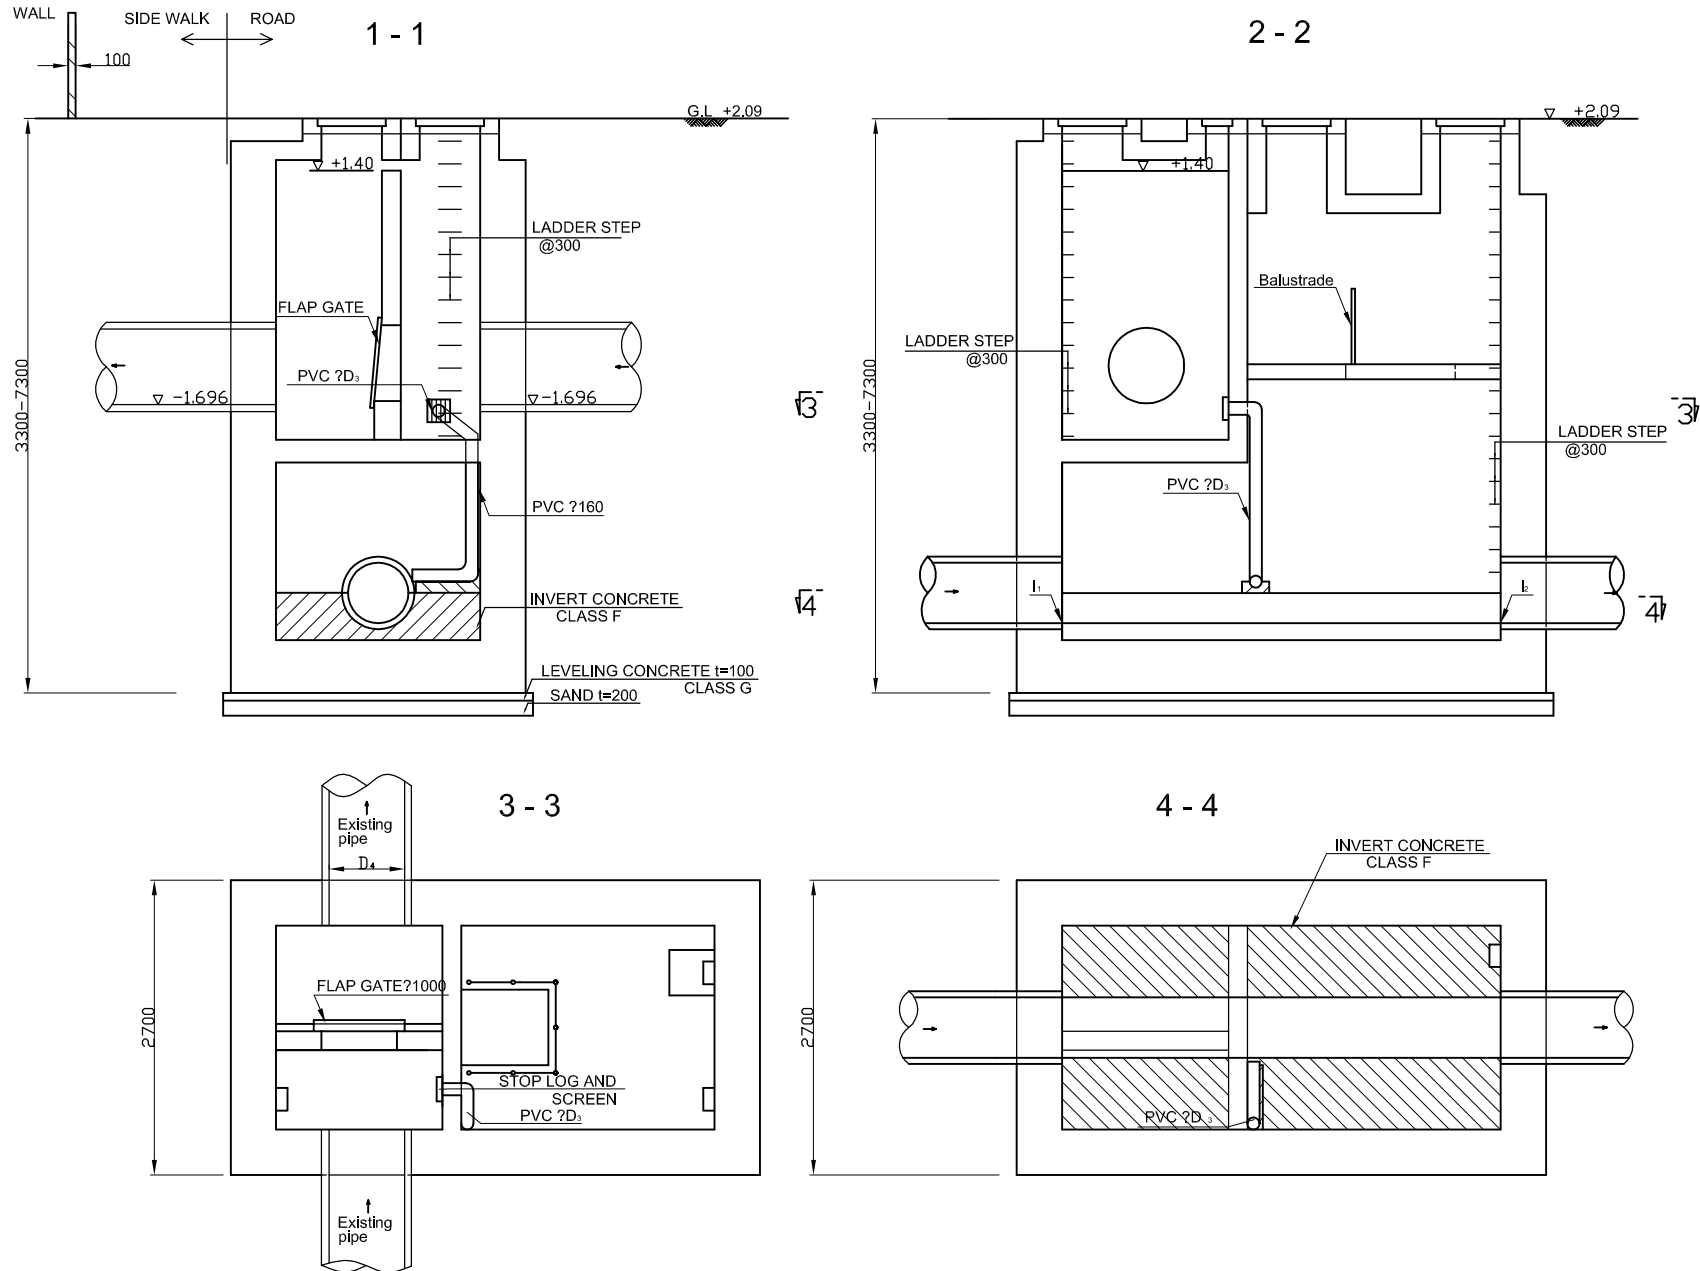 WALL
SIDE WALK
ROAD
1 - 1
100
G.L +2.09
+1.40
LADDER STEP
@300
FLAP GATE
PVC ?D₃
-1.696
-1.696
3300-7300
PVC ?160
INVERT CONCRETE
CLASS F
LEVELING CONCRETE t=100
CLASS G
SAND t=200
3
4
2 - 2
+2.09
+1.40
Balustrade
LADDER STEP
@300
3300-7300
LADDER STEP
@300
PVC ?D₃
I₁
I₂
3
4
3 - 3
Existing
pipe
D₄
2700
FLAP GATE?1000
STOP LOG AND
SCREEN
PVC ?D₃
Existing
pipe
4 - 4
INVERT CONCRETE
CLASS F
2700
PVC ?D ₃